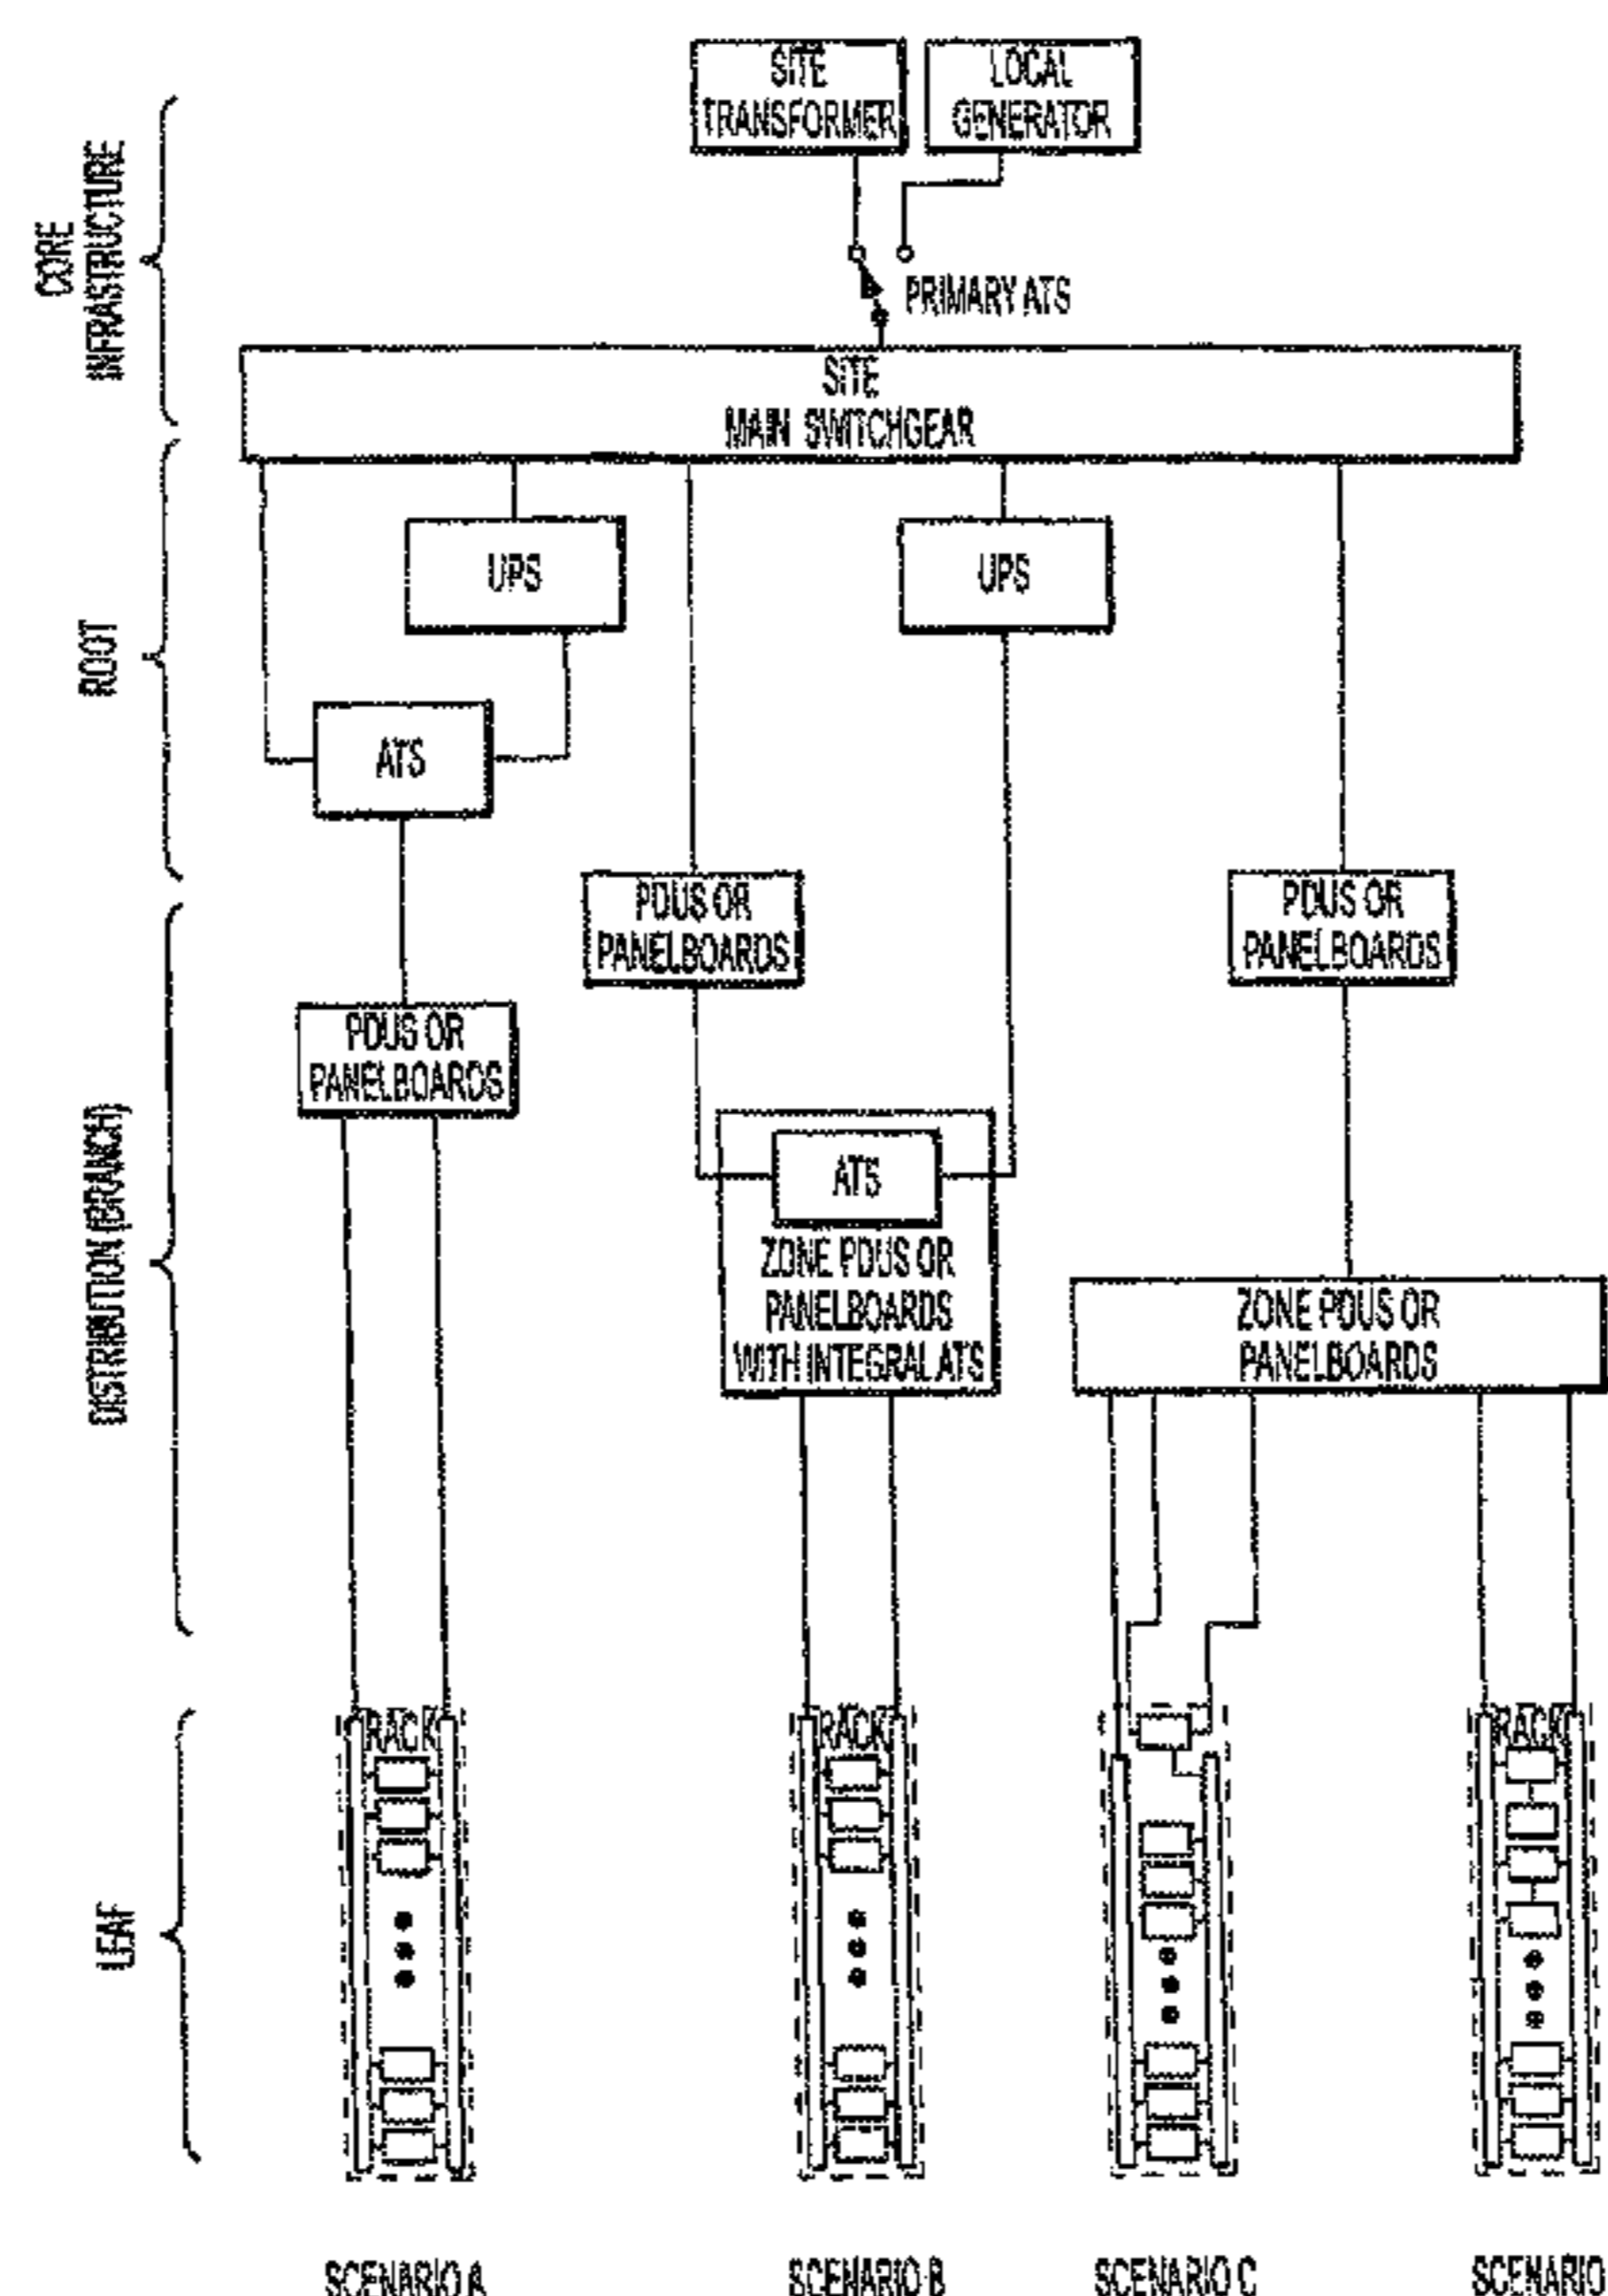 SITE
TRANSFORMER
LOCAL
GENERATOR
CORE
INFRASTRUCTURE
PRIMARY ATS
SITE
MAIN SWITCHGEAR
ROOT
UPS
UPS
ATS
PDUS OR
PANELBOARDS
PDUS OR
PANELBOARDS
PDUS OR
PANELBOARDS
DISTRIBUTION (BRANCH)
ATS
ZONE PDUS OR
PANELBOARDS
WITH INTEGRAL ATS
ZONE PDUS OR
PANELBOARDS
LEAF
RACK
RACK
RACK
SCENARIO A
SCENARIO B
SCENARIO C
SCENARIO